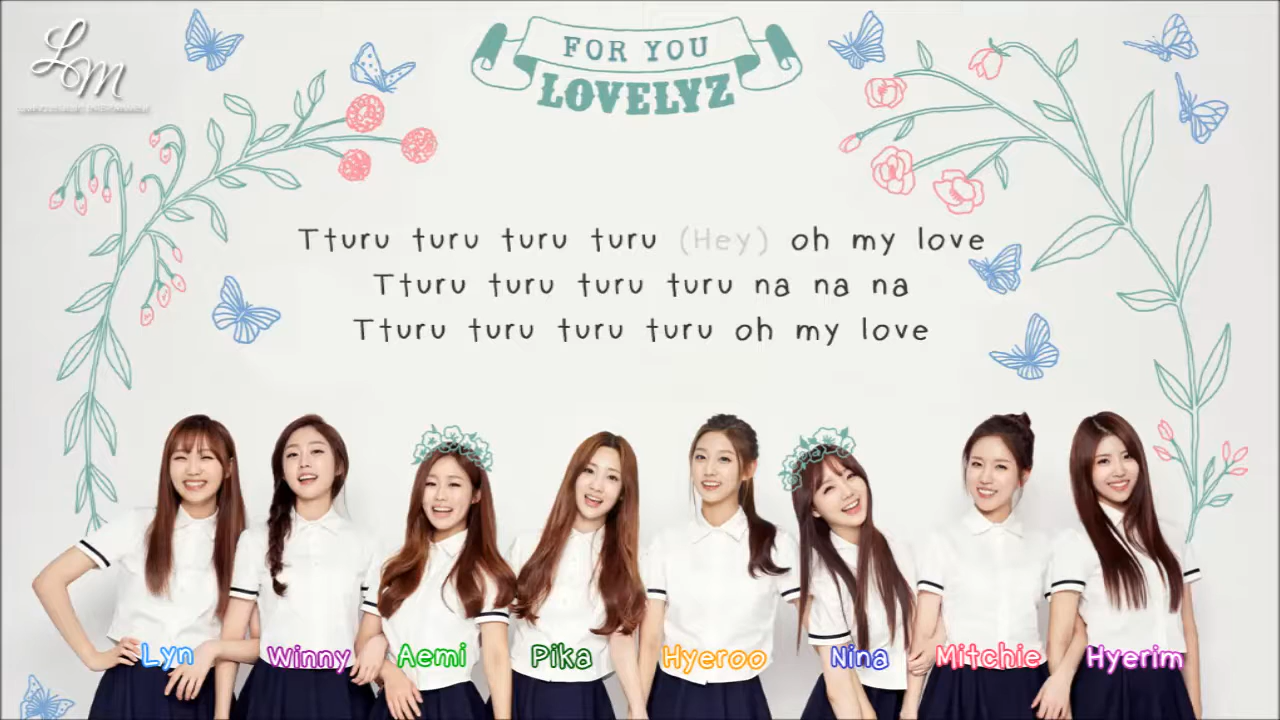 LM
FOR YOU
LOVELYZ
Tturu turu turu turu (Hey) oh my love
Tturu turu turu turu na na na
Tturu turu turu turu oh my love
Lyn Winny Aemi Pika Hyeroo Nina Mitchie Hyerim